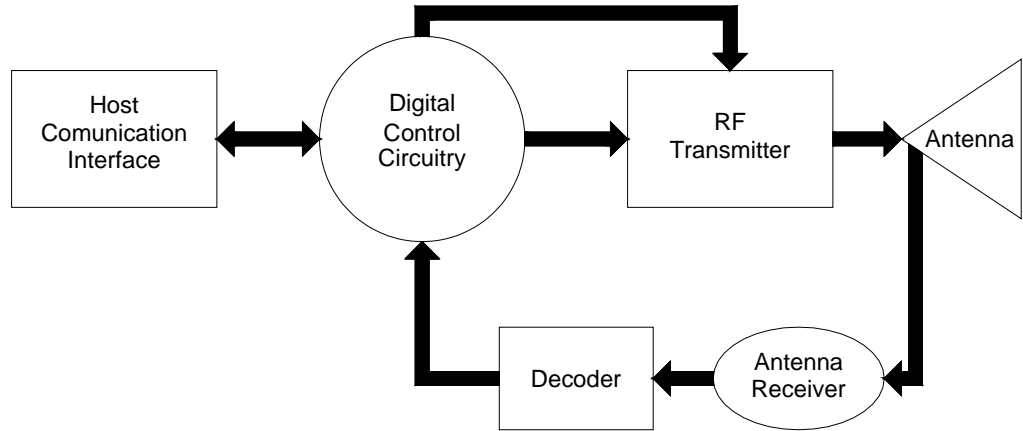 Host
Comunication
Interface
Digital
Control
Circuitry
RF
Transmitter
Antenna
Decoder
Antenna
Receiver